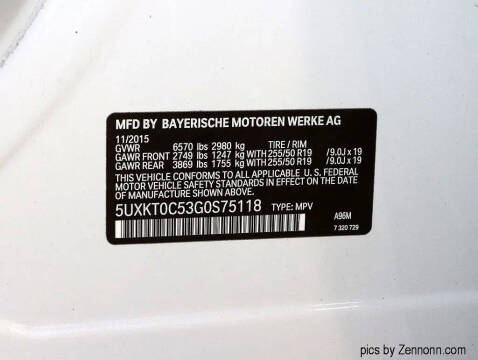 MFD BY BAYERISCHE MOTOREN WERKE AG
11/2015
GVWR 6570 lbs 2980 kg TIRE / RIM
GAWR FRONT 2749 lbs 1247 kg WITH 255/50 R19 /9.0J x 19
GAWR REAR 3869 lbs 1755 kg WITH 255/50 R19 /9.0J x 19
THIS VEHICLE CONFORMS TO ALL APPLICABLE U.S. FEDERAL
MOTOR VEHICLE SAFETY STANDARDS IN EFFECT ON THE DATE OF
MANUFACTURE SHOWN ABOVE.
5UXKT0C53G0S75118 TYPE: MPV
A96M
7 320 729
pics by Zennonn.com